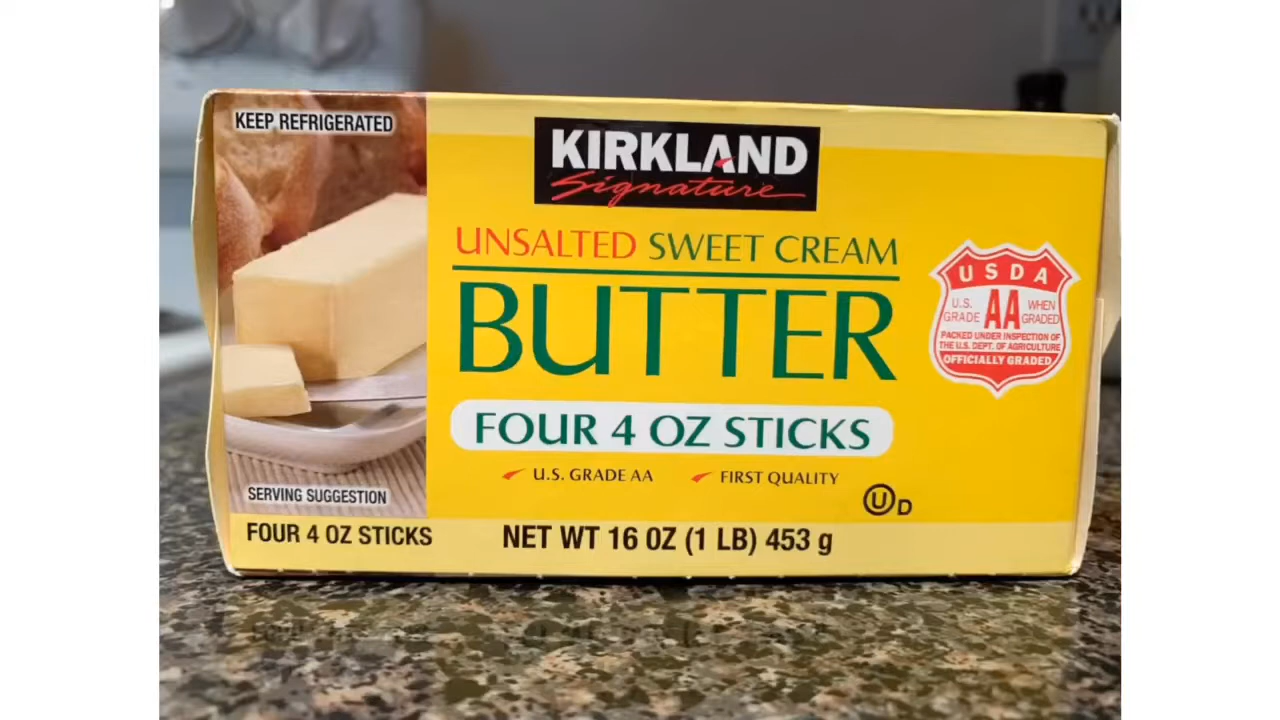 KEEP REFRIGERATED
KIRKLAND
Signature
UNSALTED SWEET CREAM
BUTTER
USDA
U.S. GRADE AA WHEN GRADED
PACKED UNDER INSPECTION OF
THE U.S. DEPT. OF AGRICULTURE
OFFICIALLY GRADED
FOUR 4 OZ STICKS
U.S. GRADE AA FIRST QUALITY
SERVING SUGGESTION
U D
FOUR 4 OZ STICKS NET WT 16 OZ (1 LB) 453 g